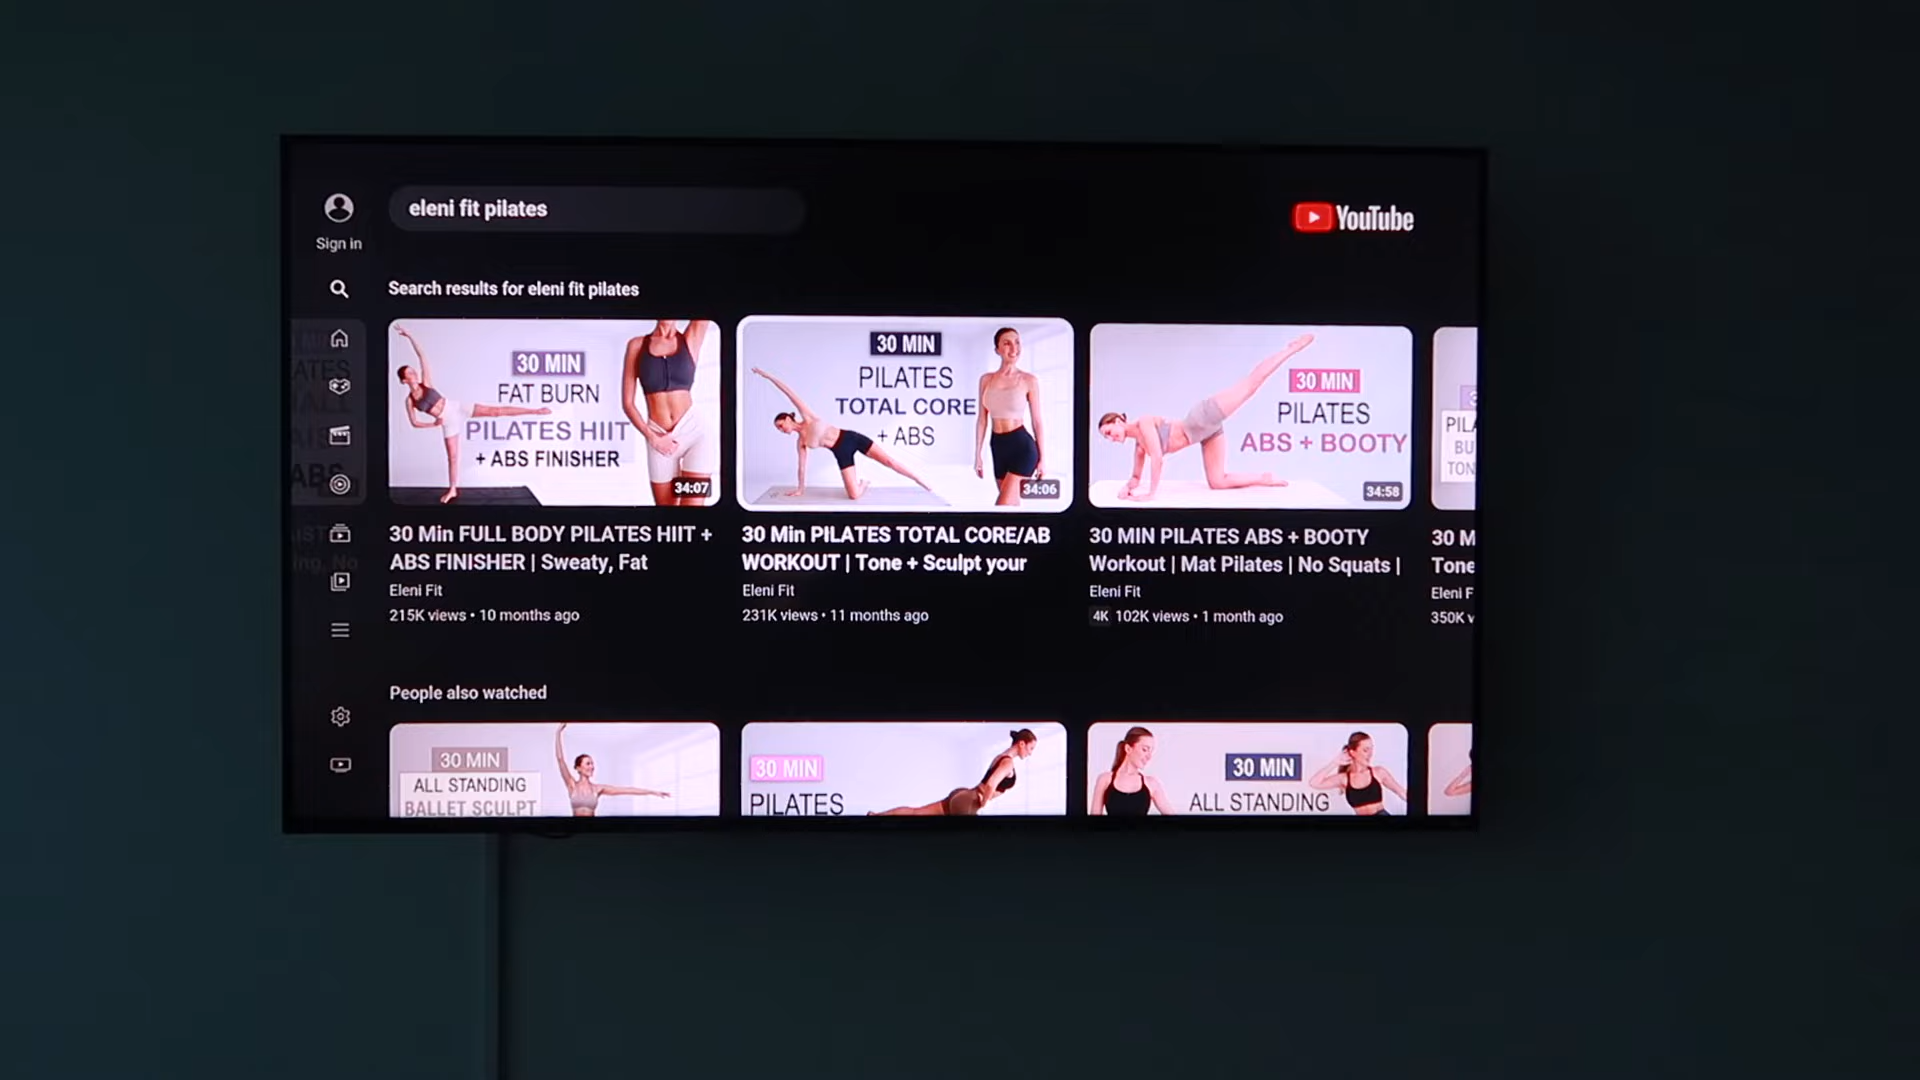 eleni fit pilates
YouTube
Sign in
Search results for eleni fit pilates
30 MIN
FAT BURN
PILATES HIIT
+ ABS FINISHER
34:07
30 MIN
PILATES
TOTAL CORE
+ ABS
34:06
30 MIN
PILATES
ABS + BOOTY
34:58
30 Min FULL BODY PILATES HIIT +
ABS FINISHER | Sweaty, Fat
Eleni Fit
215K views • 10 months ago
30 Min PILATES TOTAL CORE/AB
WORKOUT | Tone + Sculpt your
Eleni Fit
231K views • 11 months ago
30 MIN PILATES ABS + BOOTY
Workout | Mat Pilates | No Squats |
Eleni Fit
4K 102K views • 1 month ago
30 M
Tone
Eleni F
350K v
People also watched
30 MIN
ALL STANDING
BALLET SCULPT
30 MIN
PILATES
30 MIN
ALL STANDING